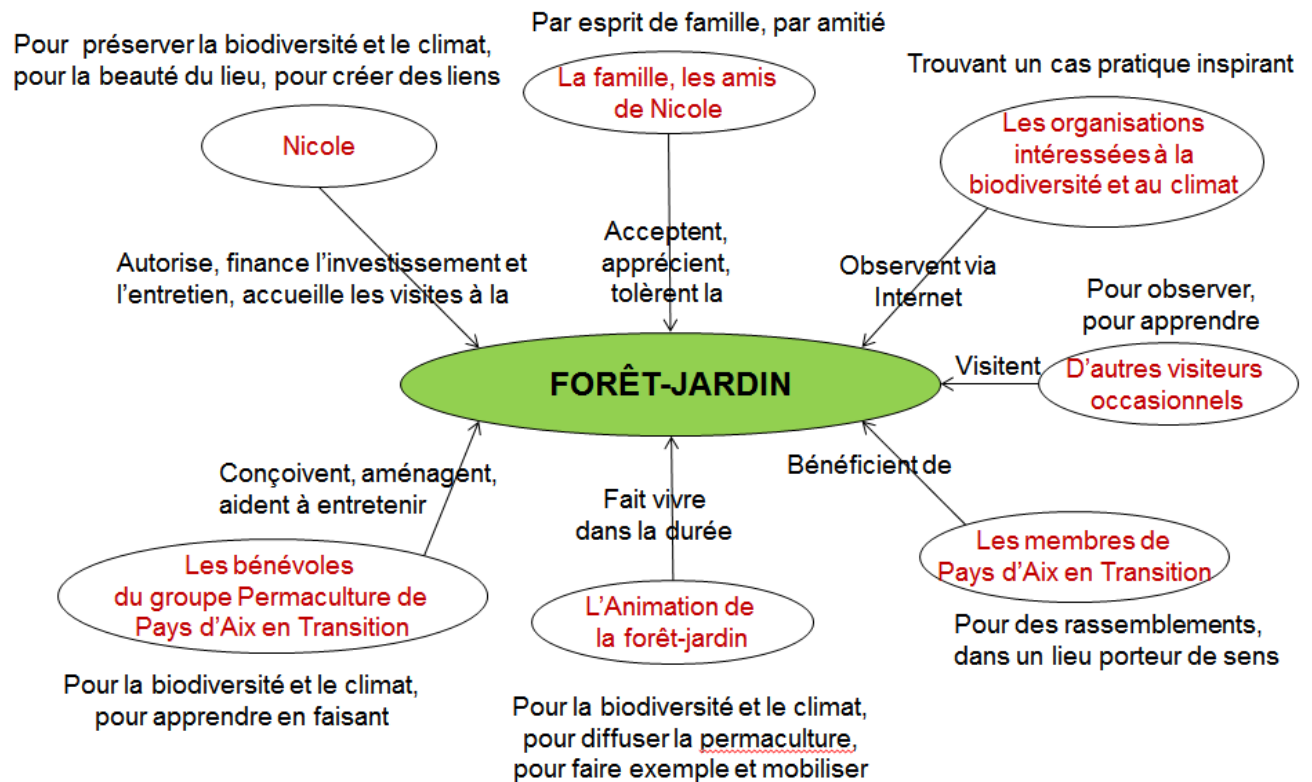 Pour préserver la biodiversité et le climat,
pour la beauté du lieu, pour créer des liens
Nicole
Autorise, finance l’investissement et
l’entretien, accueille les visites à la
Par esprit de famille, par amitié
La famille, les amis
de Nicole
Acceptent,
apprécient,
tolèrent la
Trouvant un cas pratique inspirant
Les organisations
intéressées à la
biodiversité et au climat
Observent via
Internet
Pour observer,
pour apprendre
D’autres visiteurs
occasionnels
Visitent
FORÊT-JARDIN
Conçoivent, aménagent,
aident à entretenir
Les bénévoles
du groupe Permaculture de
Pays d’Aix en Transition
Pour la biodiversité et le climat,
pour apprendre en faisant
Fait vivre
dans la durée
L’Animation de
la forêt-jardin
Pour la biodiversité et le climat,
pour diffuser la permaculture,
pour faire exemple et mobiliser
Bénéficient de
Les membres de
Pays d’Aix en Transition
Pour des rassemblements,
dans un lieu porteur de sens